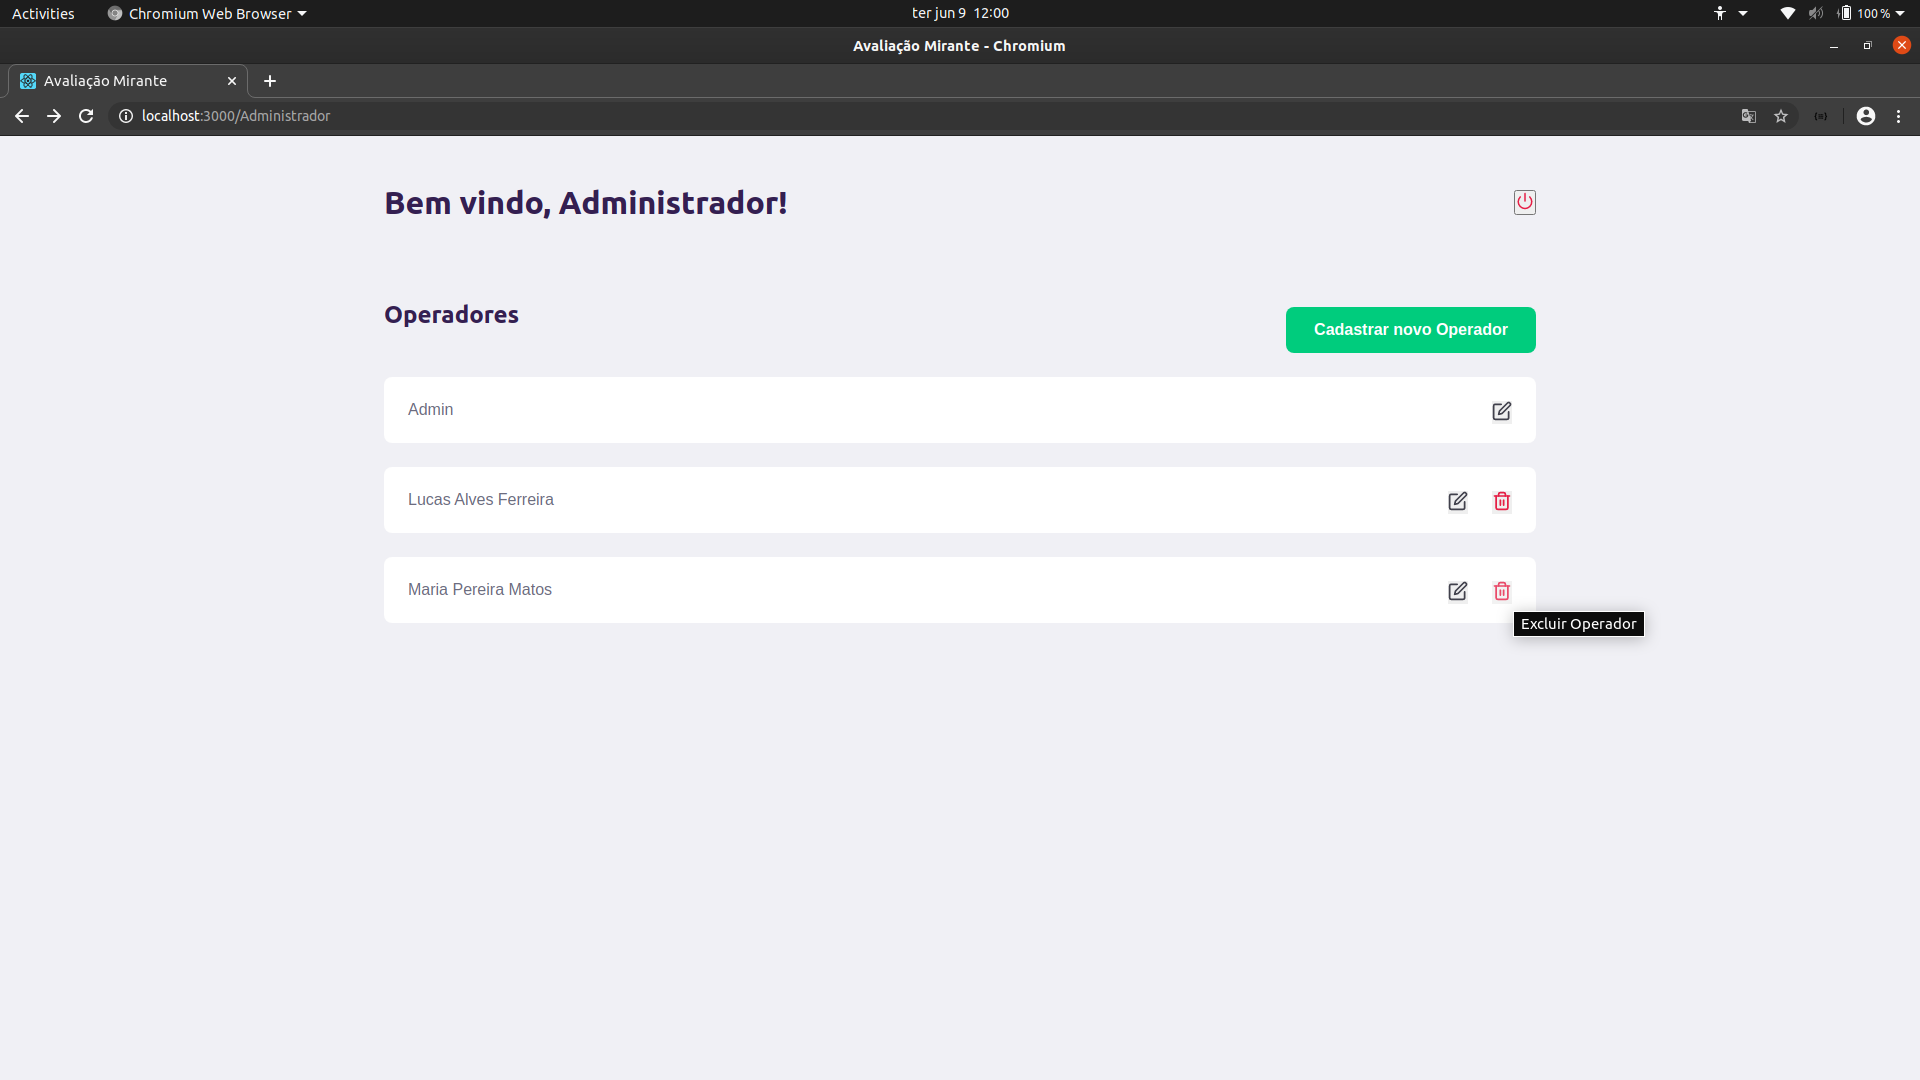 Activities Chromium Web Browser ter jun 9 12:00 100 %
Avaliação Mirante - Chromium
Avaliação Mirante
localhost:3000/Administrador
Bem vindo, Administrador!
Operadores
Cadastrar novo Operador
Admin
Lucas Alves Ferreira
Maria Pereira Matos
Excluir Operador